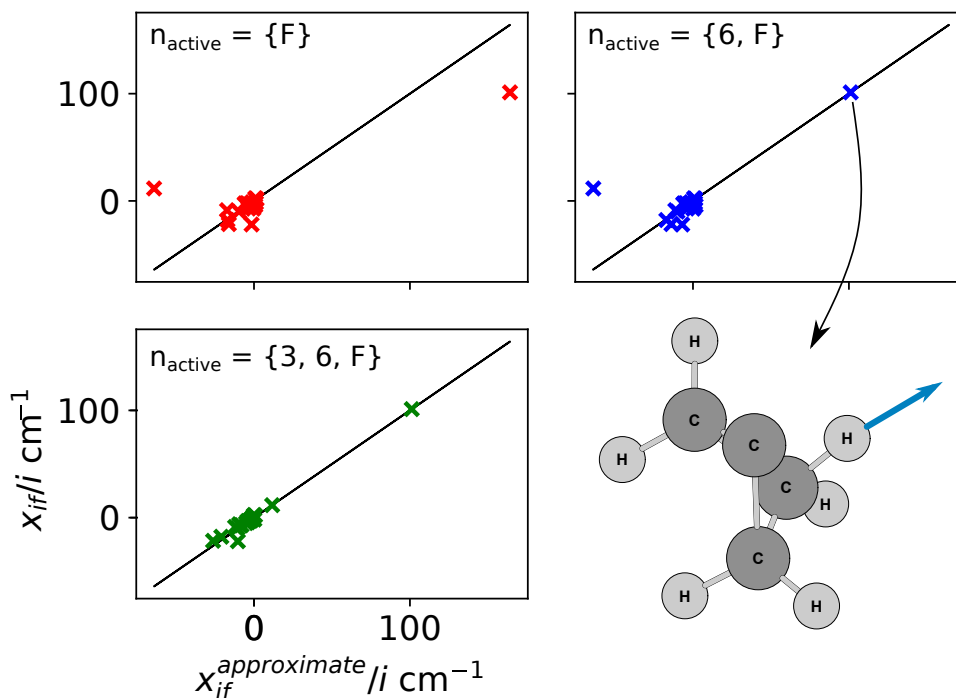 n_active = {F}
n_active = {6, F}
100
0
n_active = {3, 6, F}
100
0
0
100
x_if/i cm⁻¹
x_if^approximate/i cm⁻¹
H
C
C
H
H
C
H
C
H
H